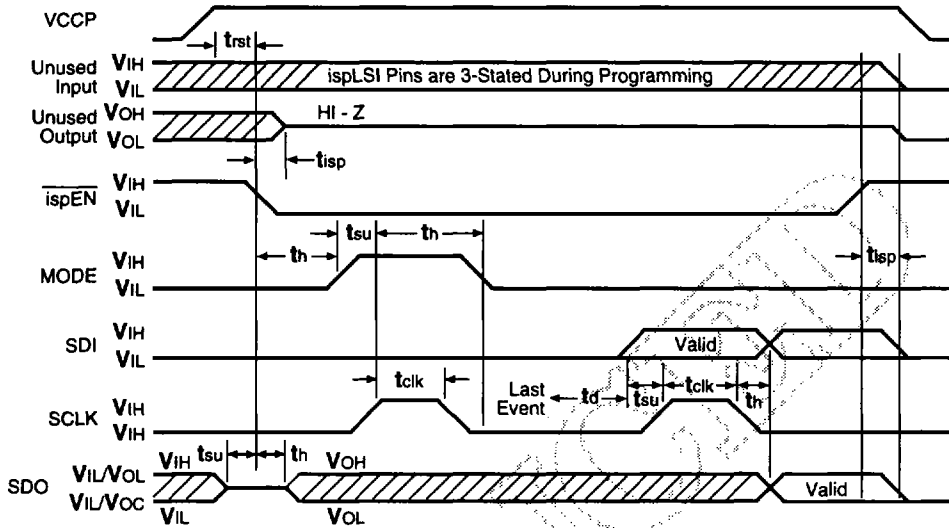 VCCP
trst
Unused Input VIH VIL
ispLSI Pins are 3-Stated During Programming
Unused Output VOH VOL
HI - Z
tisp
ispEN VIH VIL
tsu th
th
tisp
MODE VIH VIL
SDI VIH VIL
Valid
tclk
Last Event td tsu tclk th
SCLK VIH VIH
tsu th
SDO VIL/VOL VIH VOH
Valid
VIL/VOC
VIL VOL